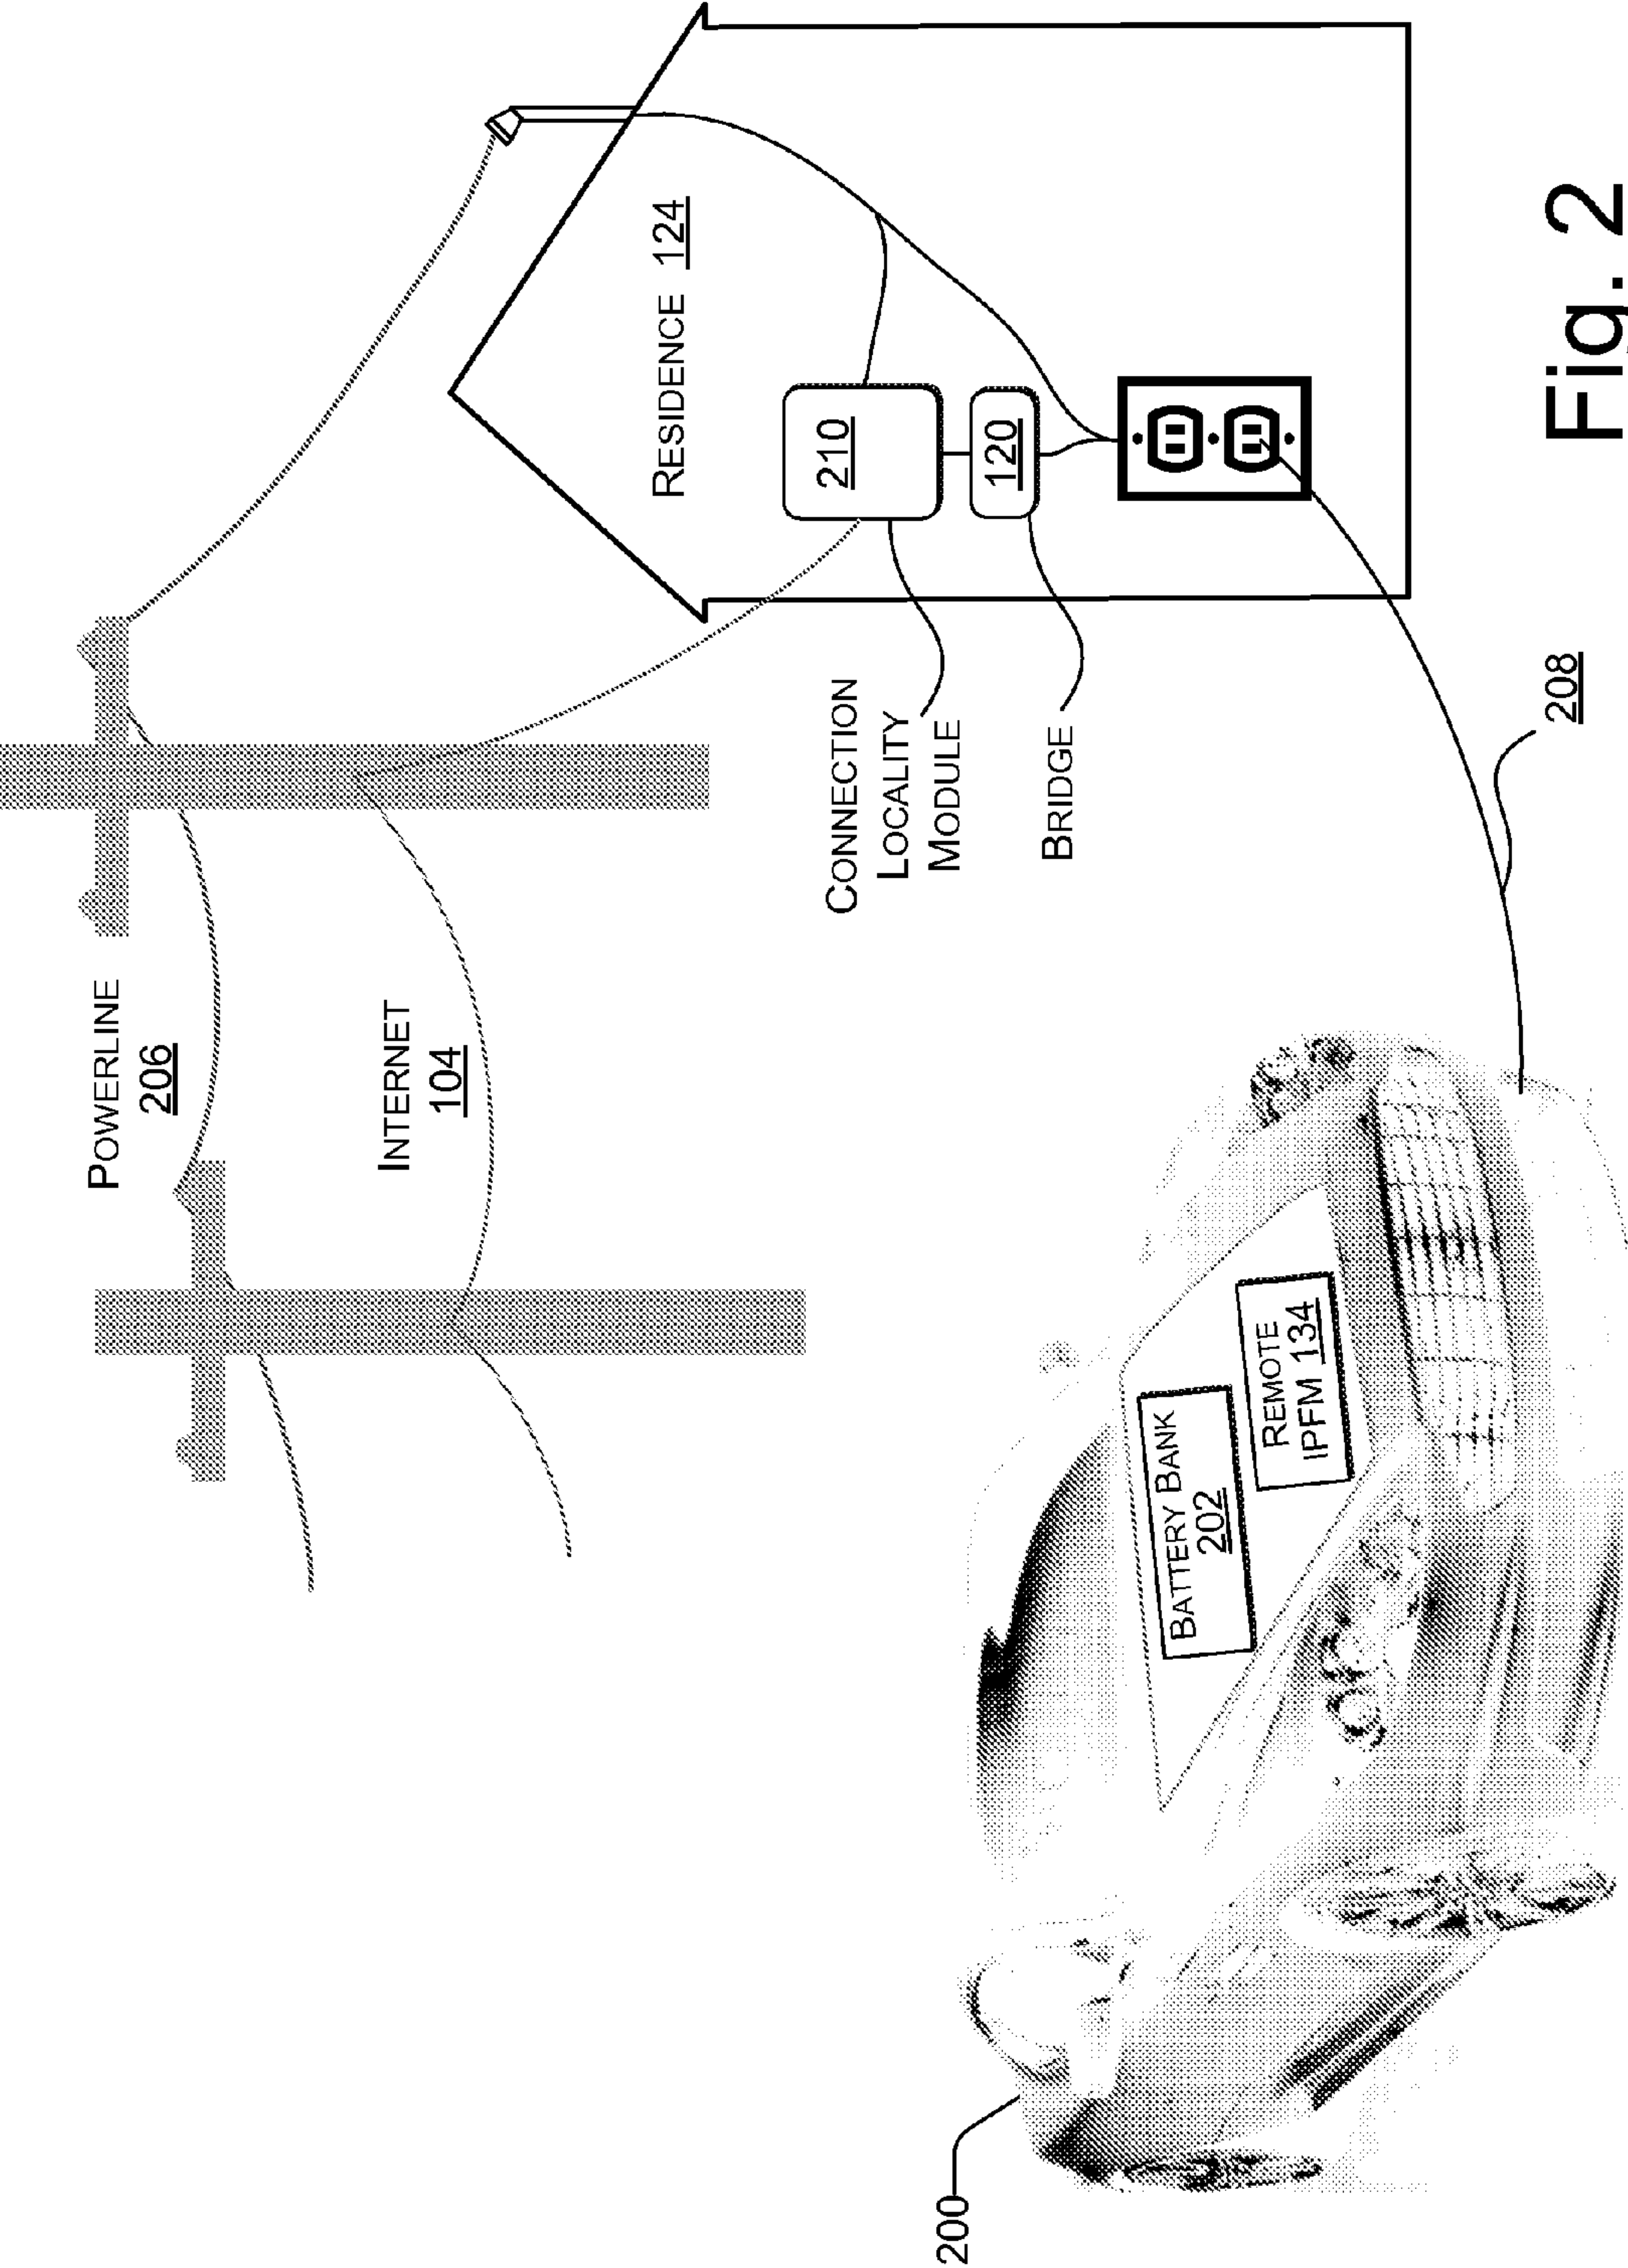 POWERLINE
206
INTERNET
104
RESIDENCE 124
210
120
CONNECTION
LOCALITY
MODULE
BRIDGE
BATTERY BANK
202
REMOTE
IPFM 134
200
208
Fig. 2